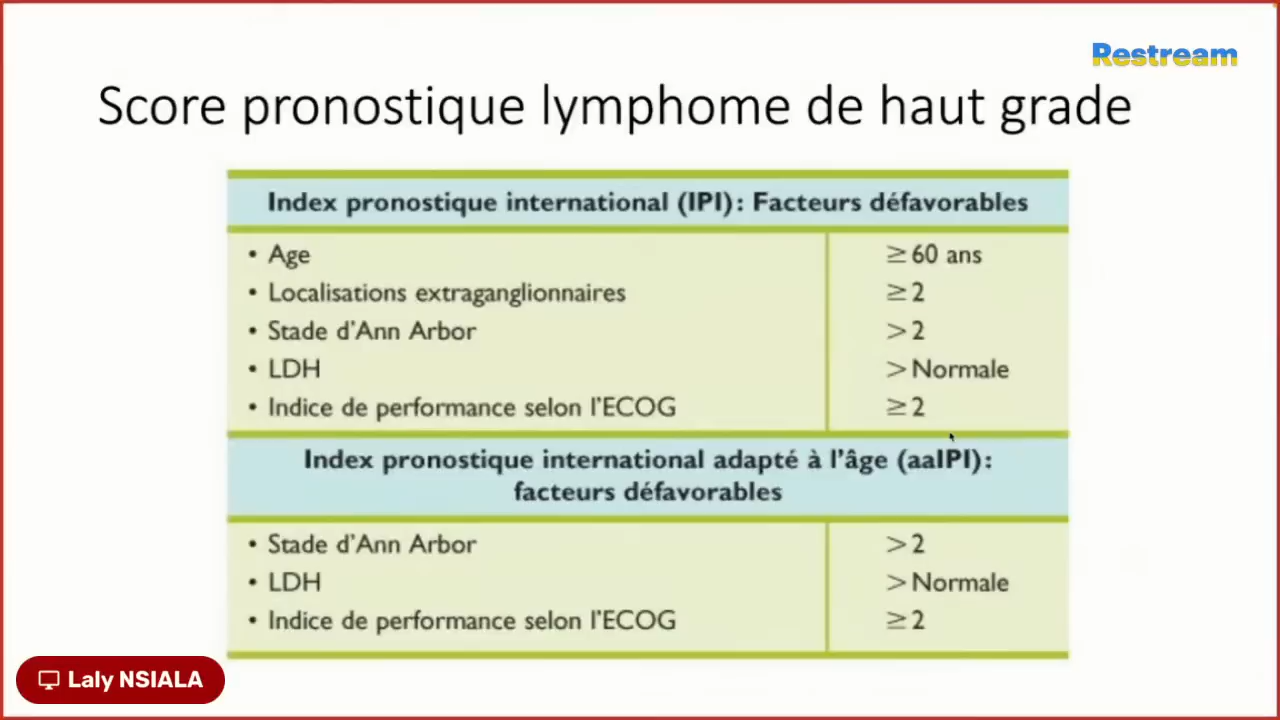 Restream
Score pronostique lymphome de haut grade
Index pronostique international (IPI) : Facteurs défavorables
• Age ≥ 60 ans
• Localisations extraganglionnaires ≥ 2
• Stade d'Ann Arbor > 2
• LDH > Normale
• Indice de performance selon l'ECOG ≥ 2
Index pronostique international adapté à l'âge (aaIPI) :
facteurs défavorables
• Stade d'Ann Arbor > 2
• LDH > Normale
• Indice de performance selon l'ECOG ≥ 2
Laly NSIALA